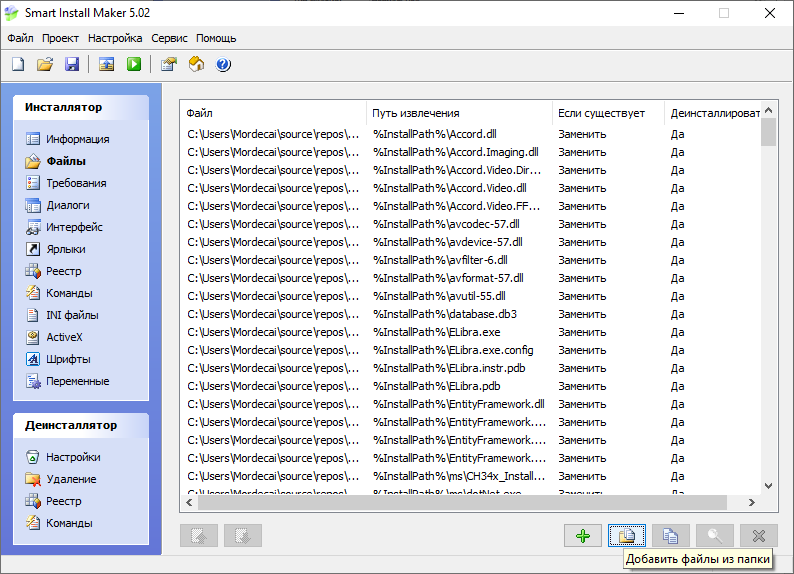 Smart Install Maker 5.02
Файл Проект Настройка Сервис Помощь
Инсталлятор
Информация
Файлы
Требования
Диалоги
Интерфейс
Ярлыки
Реестр
Команды
INI файлы
ActiveX
Шрифты
Переменные
Деинсталлятор
Настройки
Удаление
Реестр
Команды
Файл Путь извлечения Если существует Деинсталлироват
C:\Users\Mordecai\source\repos\... %InstallPath%\Accord.dll Заменить Да
C:\Users\Mordecai\source\repos\... %InstallPath%\Accord.Imaging.dll Заменить Да
C:\Users\Mordecai\source\repos\... %InstallPath%\Accord.Video.Dir... Заменить Да
C:\Users\Mordecai\source\repos\... %InstallPath%\Accord.Video.dll Заменить Да
C:\Users\Mordecai\source\repos\... %InstallPath%\Accord.Video.FF... Заменить Да
C:\Users\Mordecai\source\repos\... %InstallPath%\avcodec-57.dll Заменить Да
C:\Users\Mordecai\source\repos\... %InstallPath%\avdevice-57.dll Заменить Да
C:\Users\Mordecai\source\repos\... %InstallPath%\avfilter-6.dll Заменить Да
C:\Users\Mordecai\source\repos\... %InstallPath%\avformat-57.dll Заменить Да
C:\Users\Mordecai\source\repos\... %InstallPath%\avutil-55.dll Заменить Да
C:\Users\Mordecai\source\repos\... %InstallPath%\database.db3 Заменить Да
C:\Users\Mordecai\source\repos\... %InstallPath%\ELibra.exe Заменить Да
C:\Users\Mordecai\source\repos\... %InstallPath%\ELibra.exe.config Заменить Да
C:\Users\Mordecai\source\repos\... %InstallPath%\ELibra.instr.pdb Заменить Да
C:\Users\Mordecai\source\repos\... %InstallPath%\ELibra.pdb Заменить Да
C:\Users\Mordecai\source\repos\... %InstallPath%\EntityFramework.dll Заменить Да
C:\Users\Mordecai\source\repos\... %InstallPath%\EntityFramework.... Заменить Да
C:\Users\Mordecai\source\repos\... %InstallPath%\EntityFramework.... Заменить Да
C:\Users\Mordecai\source\repos\... %InstallPath%\EntityFramework.... Заменить Да
C:\Users\Mordecai\source\repos\... %InstallPath%\ms\CH34x_Install... Заменить Да
C:\Users\Mordecai\source\repos\... %InstallPath%\ms\dotNet.exe Заменить Да
Добавить файлы из папки